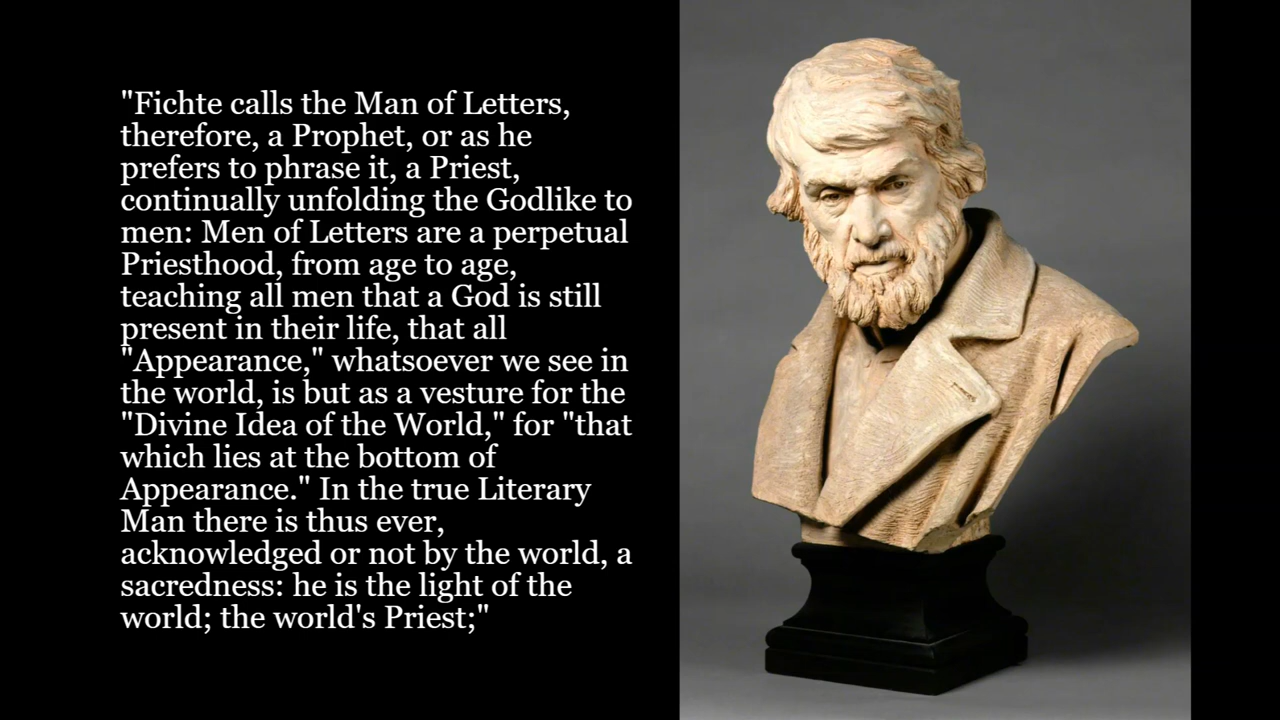 "Fichte calls the Man of Letters,
therefore, a Prophet, or as he
prefers to phrase it, a Priest,
continually unfolding the Godlike to
men: Men of Letters are a perpetual
Priesthood, from age to age,
teaching all men that a God is still
present in their life, that all
"Appearance," whatsoever we see in
the world, is but as a vesture for the
"Divine Idea of the World," for "that
which lies at the bottom of
Appearance." In the true Literary
Man there is thus ever,
acknowledged or not by the world, a
sacredness: he is the light of the
world; the world's Priest;"